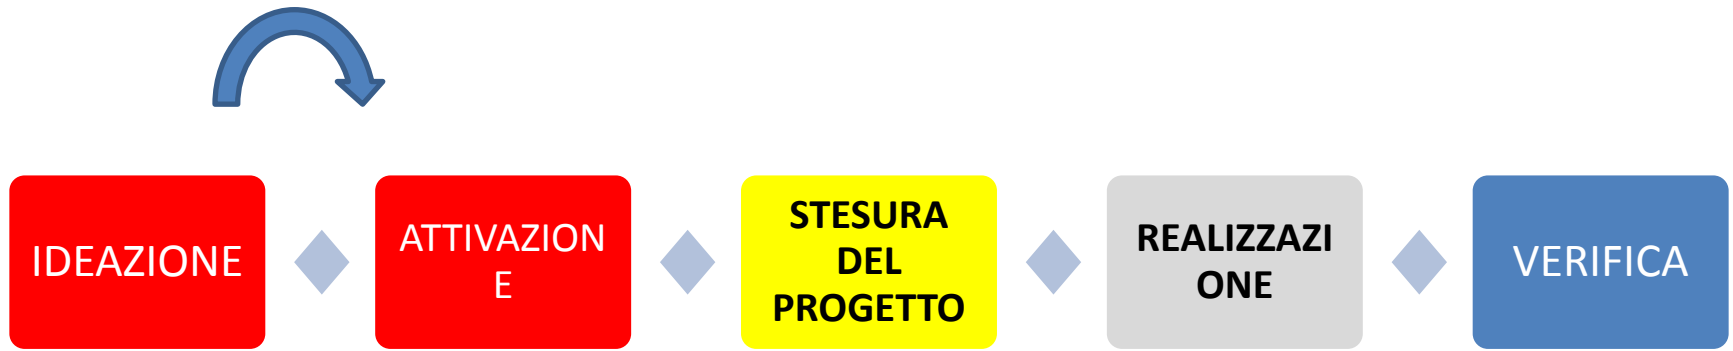 IDEAZIONE
ATTIVAZION
E
STESURA
DEL
PROGETTO
REALIZZAZI
ONE
VERIFICA